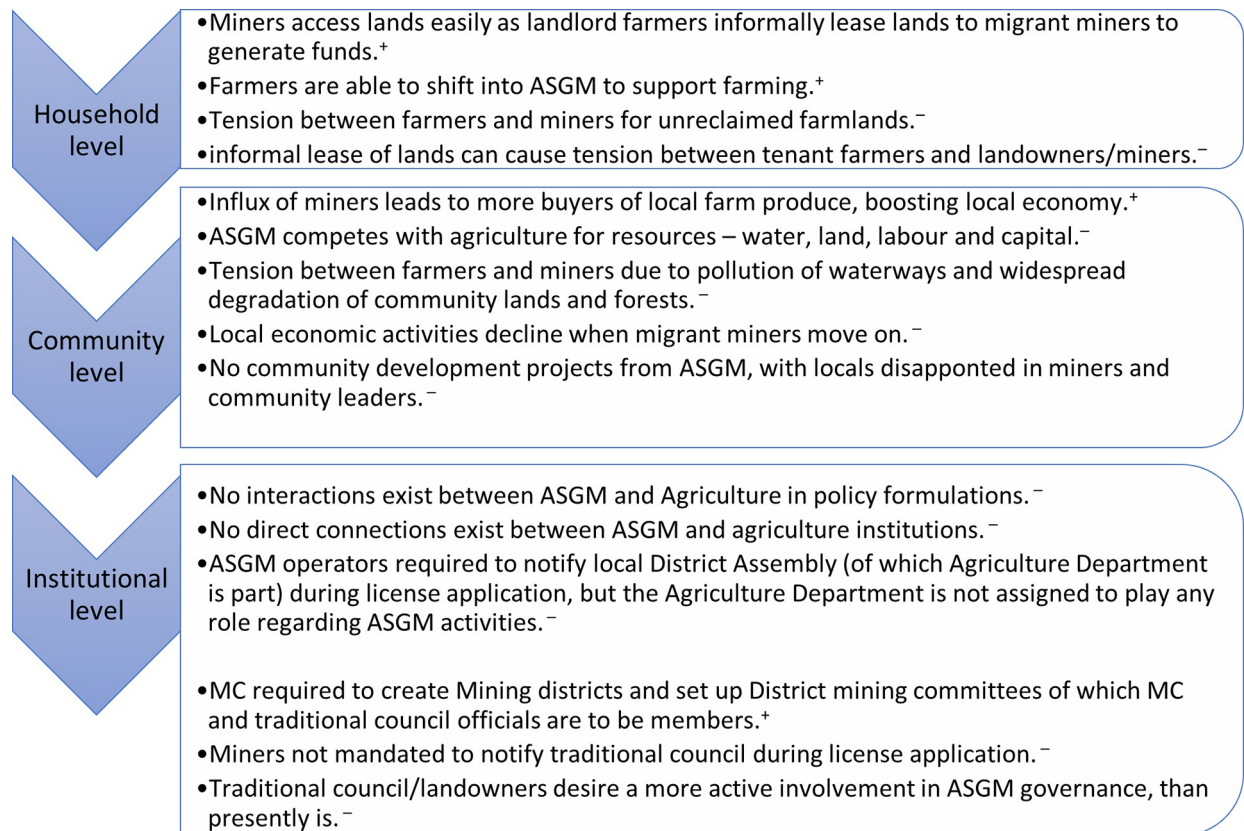 Household
level
•Miners access lands easily as landlord farmers informally lease lands to migrant miners to
generate funds.⁺
•Farmers are able to shift into ASGM to support farming.⁺
•Tension between farmers and miners for unreclaimed farmlands.⁻
•informal lease of lands can cause tension between tenant farmers and landowners/miners.⁻
Community
level
•Influx of miners leads to more buyers of local farm produce, boosting local economy.⁺
•ASGM competes with agriculture for resources – water, land, labour and capital.⁻
•Tension between farmers and miners due to pollution of waterways and widespread
degradation of community lands and forests.⁻
•Local economic activities decline when migrant miners move on.⁻
•No community development projects from ASGM, with locals disapponted in miners and
community leaders.⁻
Institutional
level
•No interactions exist between ASGM and Agriculture in policy formulations.⁻
•No direct connections exist between ASGM and agriculture institutions.⁻
•ASGM operators required to notify local District Assembly (of which Agriculture Department
is part) during license application, but the Agriculture Department is not assigned to play any
role regarding ASGM activities.⁻
•MC required to create Mining districts and set up District mining committees of which MC
and traditional council officials are to be members.⁺
•Miners not mandated to notify traditional council during license application.⁻
•Traditional council/landowners desire a more active involvement in ASGM governance, than
presently is.⁻